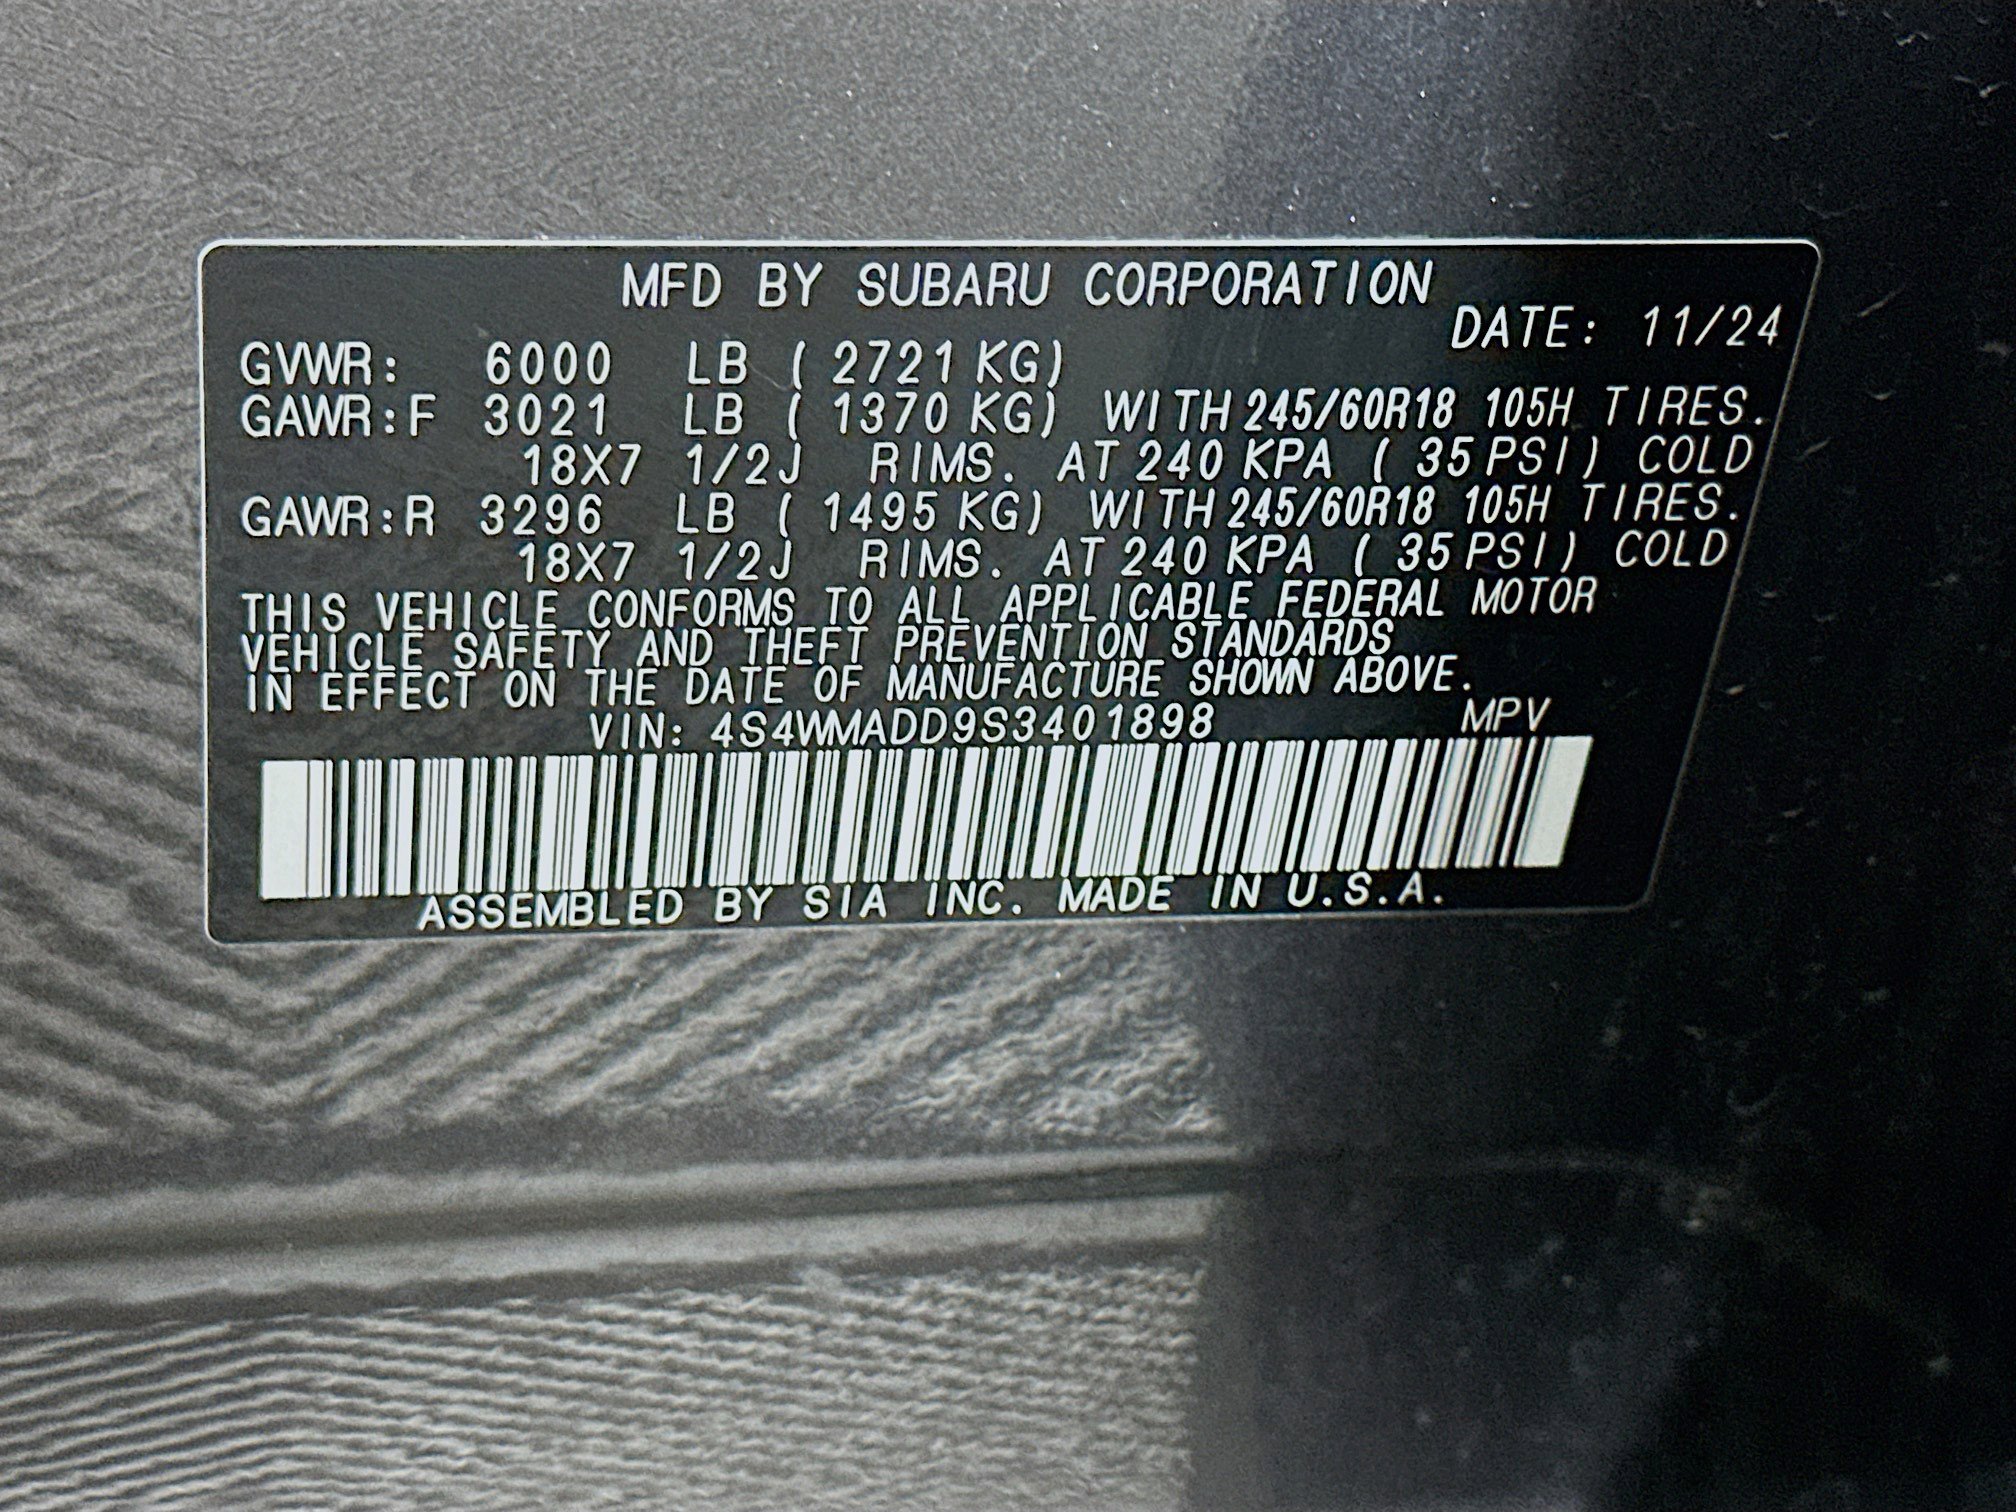 MFD BY SUBARU CORPORATION
DATE: 11/24
GVWR: 6000 LB ( 2721 KG)
GAWR:F 3021 LB ( 1370 KG) WITH 245/60R18 105H TIRES.
18X7 1/2J RIMS. AT 240 KPA ( 35 PSI) COLD
GAWR:R 3296 LB ( 1495 KG) WITH 245/60R18 105H TIRES.
18X7 1/2J RIMS. AT 240 KPA ( 35 PSI) COLD
THIS VEHICLE CONFORMS TO ALL APPLICABLE FEDERAL MOTOR
VEHICLE SAFETY AND THEFT PREVENTION STANDARDS
IN EFFECT ON THE DATE OF MANUFACTURE SHOWN ABOVE.
VIN: 4S4WMADD9S3401898 MPV
ASSEMBLED BY SIA INC. MADE IN U.S.A.